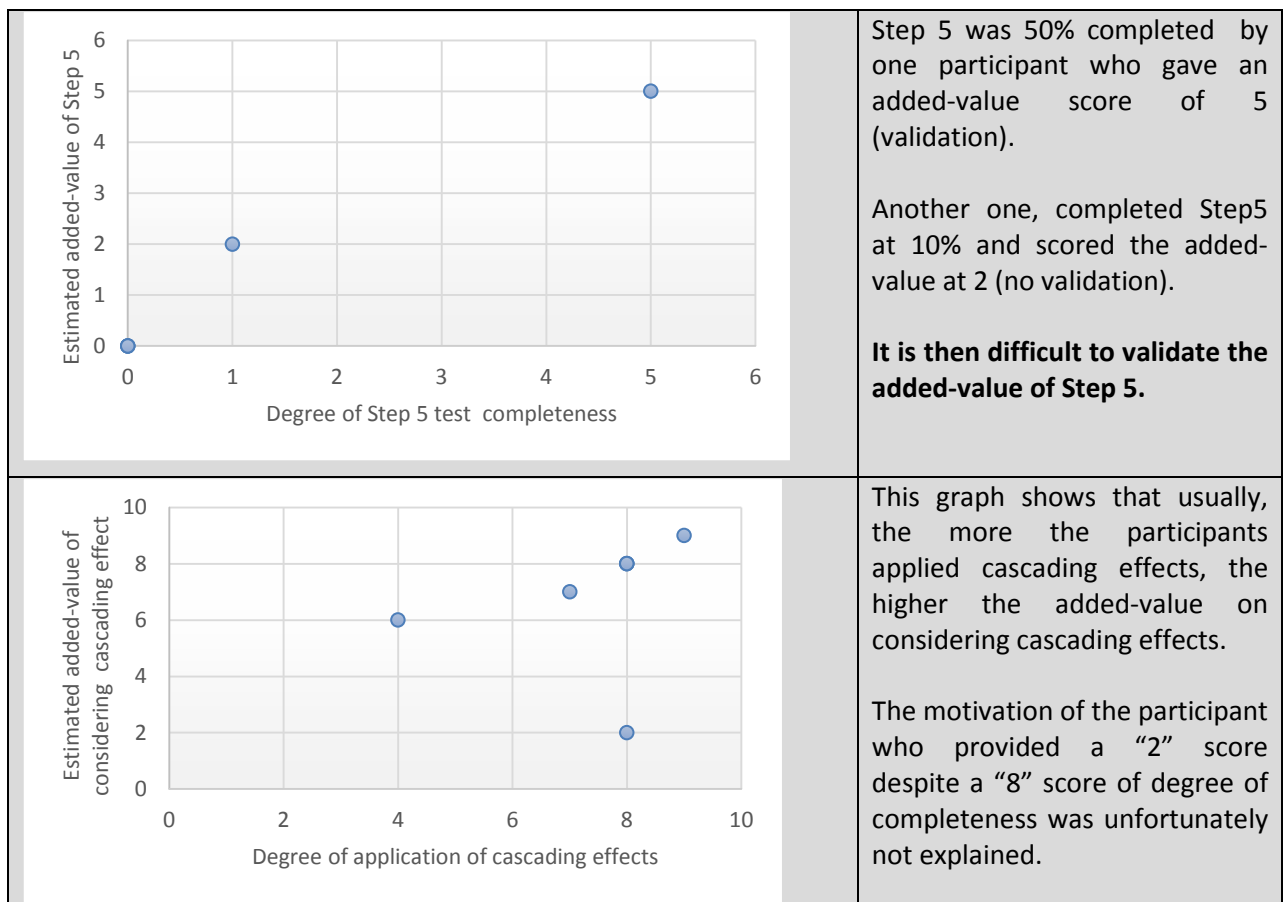 Estimated added-value of Step 5
6
5
4
3
2
1
0
0 1 2 3 4 5 6
Degree of Step 5 test completeness
Step 5 was 50% completed by
one participant who gave an
added-value score of 5
(validation).
Another one, completed Step5
at 10% and scored the added-
value at 2 (no validation).
It is then difficult to validate the
added-value of Step 5.
Estimated added-value of
considering cascading effect
10
8
6
4
2
0
0 2 4 6 8 10
Degree of application of cascading effects
This graph shows that usually,
the more the participants
applied cascading effects, the
higher the added-value on
considering cascading effects.
The motivation of the participant
who provided a “2” score
despite a “8” score of degree of
completeness was unfortunately
not explained.